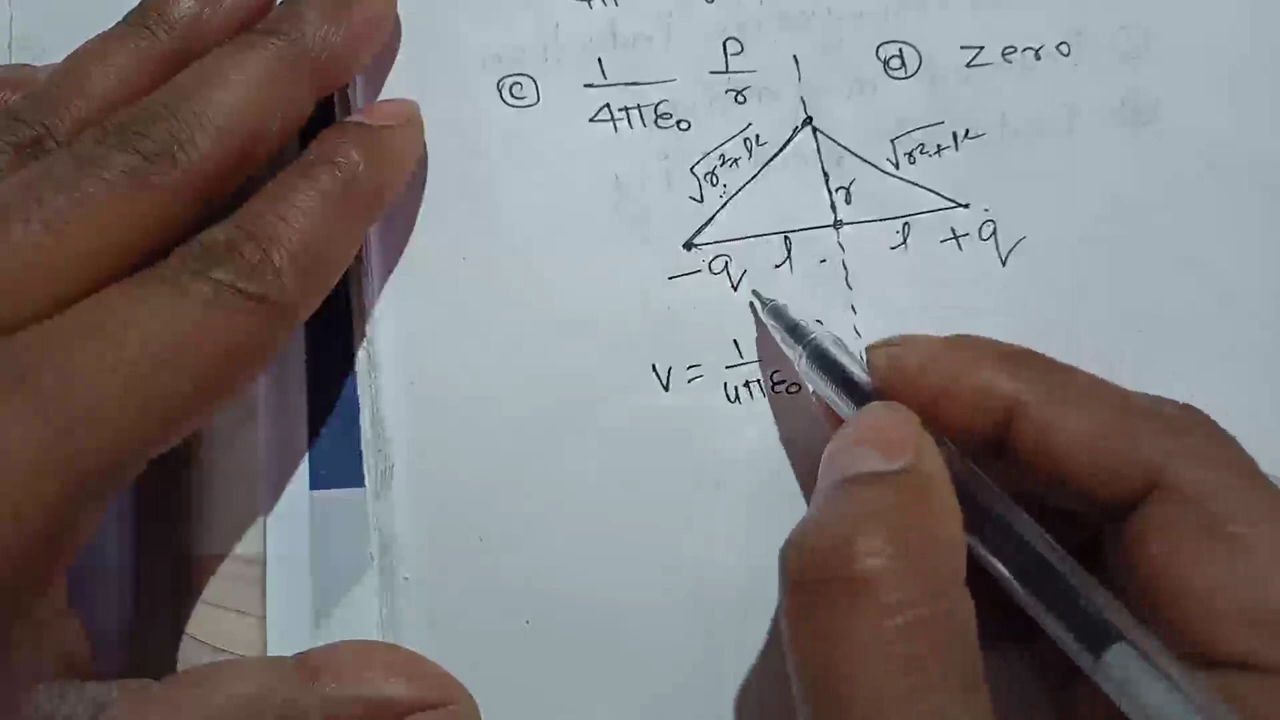 ⓒ 1/4πε₀ P/r ⓓ zero
√r²+l² r √r²+l²
-q l l +q
V = 1/4πε₀